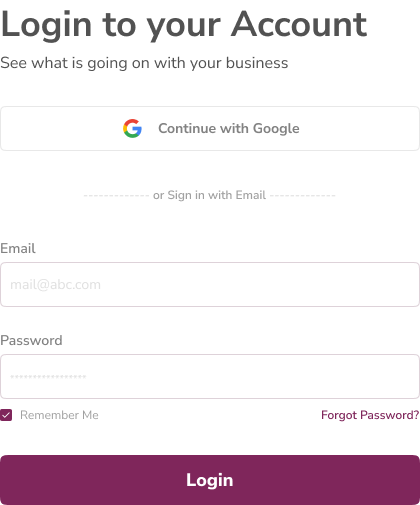 Login to your Account
See what is going on with your business
Continue with Google
------------- or Sign in with Email -------------
Email
mail@abc.com
Password
*****************
Remember Me
Forgot Password?
Login